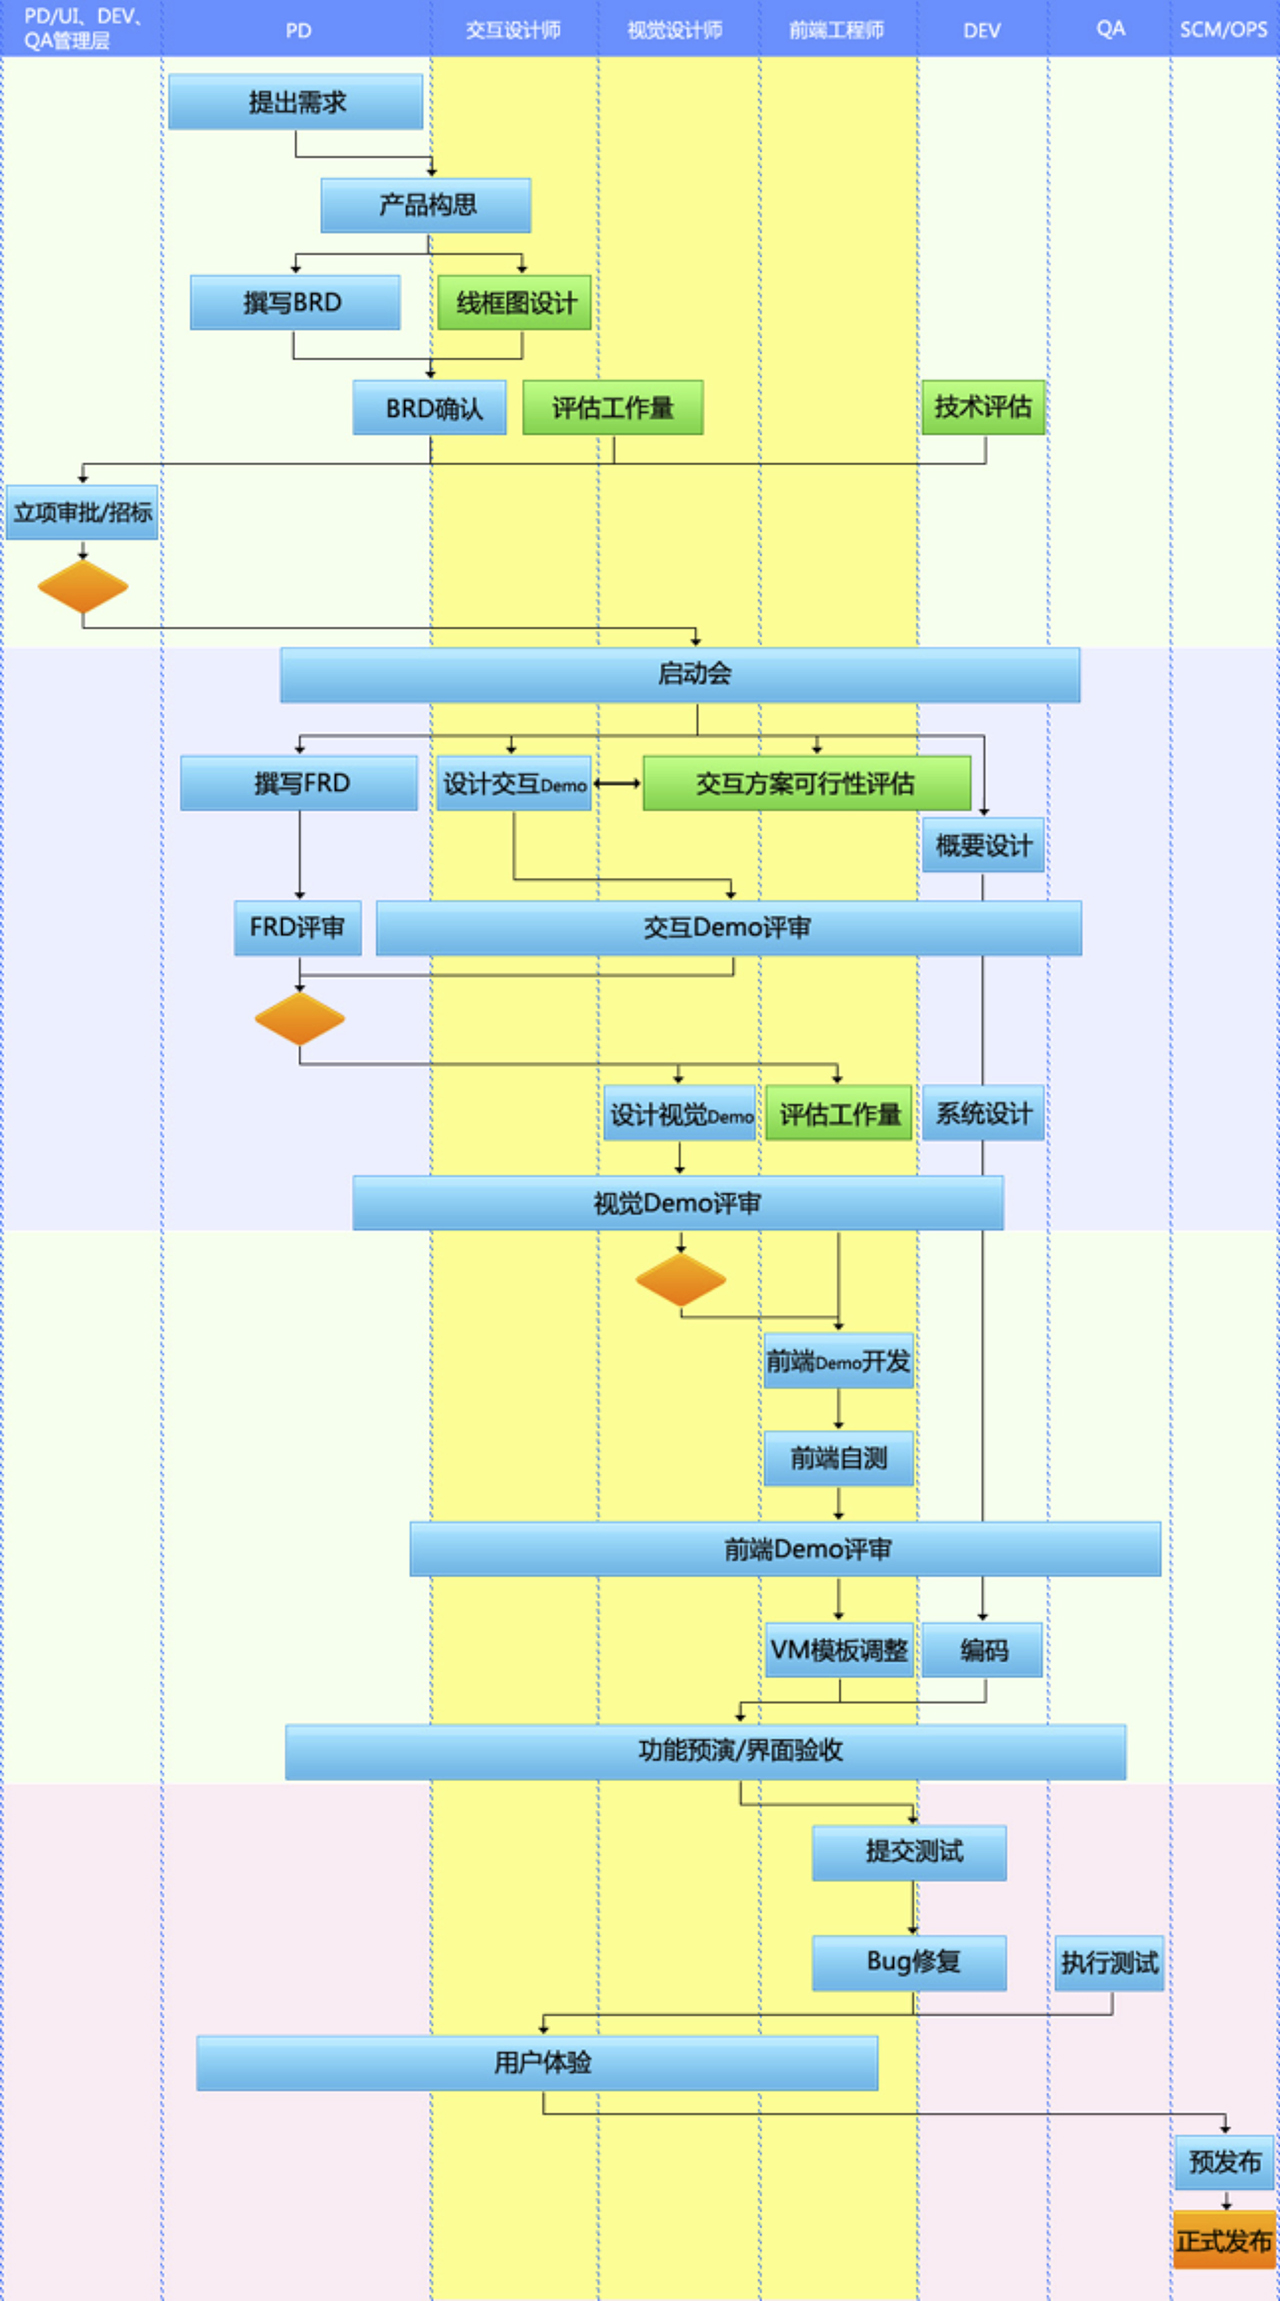 PD/UI、DEV、
QA管理层
PD
交互设计师
视觉设计师
前端工程师
DEV
QA
SCM/OPS
提出需求
产品构思
撰写BRD
线框图设计
BRD确认
评估工作量
技术评估
立项审批/招标
启动会
撰写FRD
设计交互Demo
交互方案可行性评估
概要设计
FRD评审
交互Demo评审
设计视觉Demo
评估工作量
系统设计
视觉Demo评审
前端Demo开发
前端自测
前端Demo评审
VM模板调整
编码
功能预演/界面验收
提交测试
Bug修复
执行测试
用户体验
预发布
正式发布